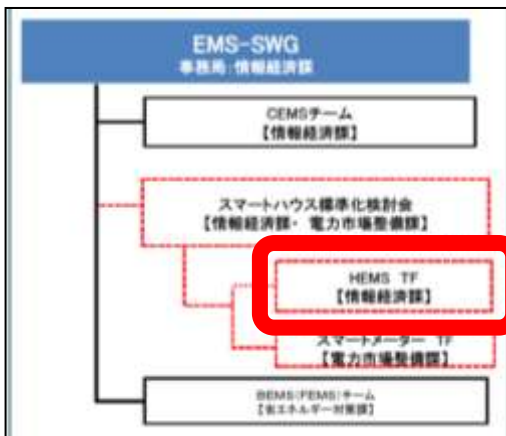 EMS-SWG
事務局:情報経済課
CEMSチーム
【情報経済課】
スマートハウス標準化検討会
【情報経済課・電力市場整備課】
HEMS TF
【情報経済課】
スマートメーター TF
【電力市場整備課】
BEMS(FEMS)チーム
【省エネルギー対策課】